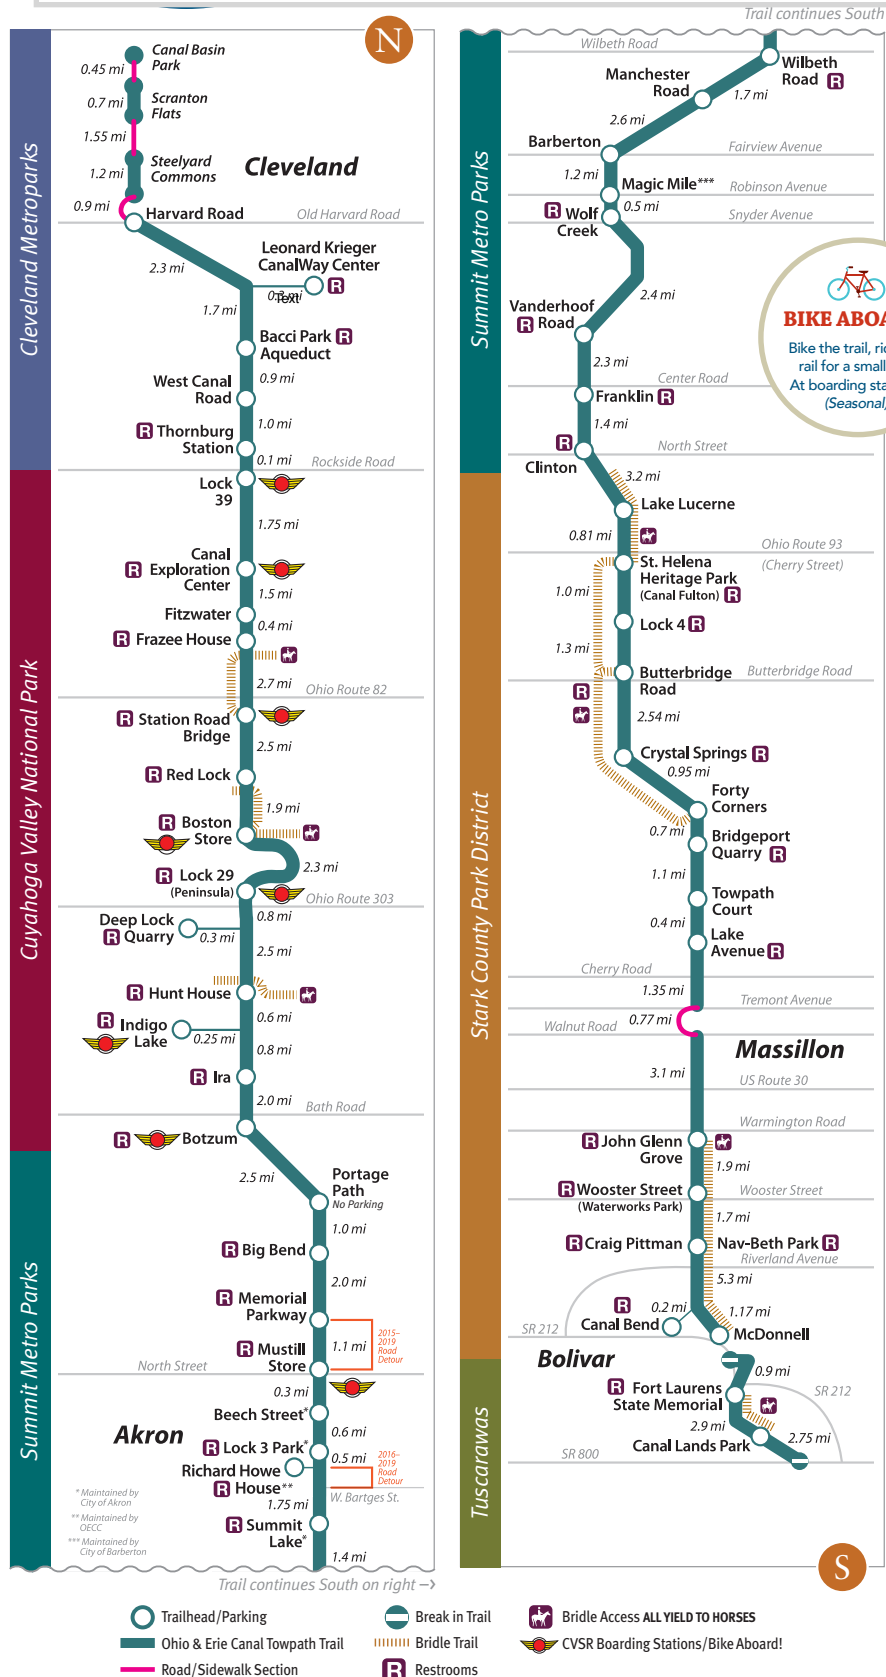 Trail continues South
N
Cleveland Metroparks
Canal Basin
Park
0.45 mi
0.7 mi
Scranton
Flats
1.55 mi
Steelyard
Commons
1.2 mi
Cleveland
0.9 mi
Harvard Road
Old Harvard Road
2.3 mi
Leonard Krieger
CanalWay Center
R
0.3 mi
Text
1.7 mi
Bacci Park R
Aqueduct
0.9 mi
West Canal
Road
1.0 mi
R Thornburg
Station
0.1 mi
Rockside Road
Cuyahoga Valley National Park
Lock
39
1.75 mi
Canal
R Exploration
Center
1.5 mi
Fitzwater
0.4 mi
R Frazee House
2.7 mi
Ohio Route 82
R Station Road
Bridge
2.5 mi
R Red Lock
1.9 mi
R Boston
Store
2.3 mi
R Lock 29
(Peninsula)
Ohio Route 303
0.8 mi
Deep Lock
R Quarry
0.3 mi
2.5 mi
R Hunt House
0.6 mi
R Indigo
Lake
0.25 mi
0.8 mi
R Ira
2.0 mi
Bath Road
R Botzum
Summit Metro Parks
2.5 mi
Portage
Path
No Parking
1.0 mi
R Big Bend
2.0 mi
R Memorial
Parkway
1.1 mi
2015–
2019
Road
Detour
R Mustill
Store
North Street
0.3 mi
Beech Street*
Akron
0.6 mi
R Lock 3 Park*
0.5 mi
Richard Howe
R House**
2016–
2019
Road
Detour
W. Bartges St.
1.75 mi
R Summit
Lake*
1.4 mi
* Maintained by
City of Akron
** Maintained by
OECC
*** Maintained by
City of Barberton
Trail continues South on right –>
Summit Metro Parks
Wilbeth Road
Wilbeth
Road R
Manchester
Road
1.7 mi
2.6 mi
Barberton
Fairview Avenue
1.2 mi
Magic Mile***
Robinson Avenue
0.5 mi
R Wolf
Creek
Snyder Avenue
2.4 mi
Vanderhoof
R Road
2.3 mi
Center Road
Franklin R
1.4 mi
North Street
R
Clinton
BIKE ABOA
Bike the trail, ri
rail for a small
At boarding sta
(Seasonal
Stark County Park District
3.2 mi
Lake Lucerne
0.81 mi
Ohio Route 93
(Cherry Street)
St. Helena
Heritage Park
(Canal Fulton) R
1.0 mi
Lock 4 R
1.3 mi
Butterbridge
Road
Butterbridge Road
R
2.54 mi
Crystal Springs R
0.95 mi
Forty
Corners
0.7 mi
Bridgeport
Quarry R
1.1 mi
Towpath
Court
0.4 mi
Lake
Avenue R
Cherry Road
1.35 mi
Tremont Avenue
0.77 mi
Walnut Road
Massillon
3.1 mi
US Route 30
Warmington Road
R John Glenn
Grove
1.9 mi
R Wooster Street
(Waterworks Park)
Wooster Street
1.7 mi
R Craig Pittman
Nav-Beth Park R
Riverland Avenue
5.3 mi
R
Canal Bend
0.2 mi
1.17 mi
SR 212
McDonnell
Tuscarawas
Bolivar
0.9 mi
R Fort Laurens
State Memorial
SR 212
2.9 mi
Canal Lands Park
2.75 mi
SR 800
S
Trailhead/Parking
Break in Trail
Bridle Access ALL YIELD TO HORSES
Ohio & Erie Canal Towpath Trail
Bridle Trail
CVSR Boarding Stations/Bike Aboard!
Road/Sidewalk Section
R Restrooms